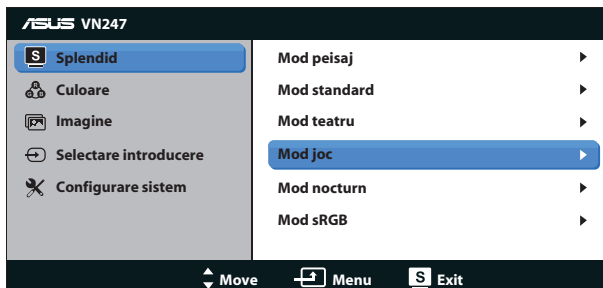 ASUS VN247
S Splendid
Culoare
Imagine
Selectare introducere
Configurare sistem
Mod peisaj
Mod standard
Mod teatru
Mod joc
Mod nocturn
Mod sRGB
Move Menu S Exit